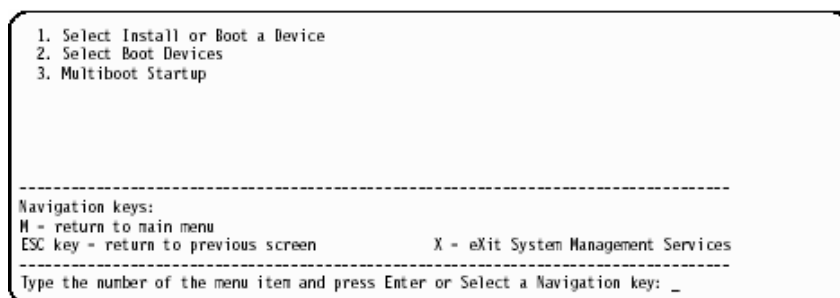 1. Select Install or Boot a Device
2. Select Boot Devices
3. Multiboot Startup
-------------------------------------------------------------------------------
Navigation keys:
M - return to main menu
ESC key - return to previous screen X - eXit System Management Services
-------------------------------------------------------------------------------
Type the number of the menu item and press Enter or Select a Navigation key: _